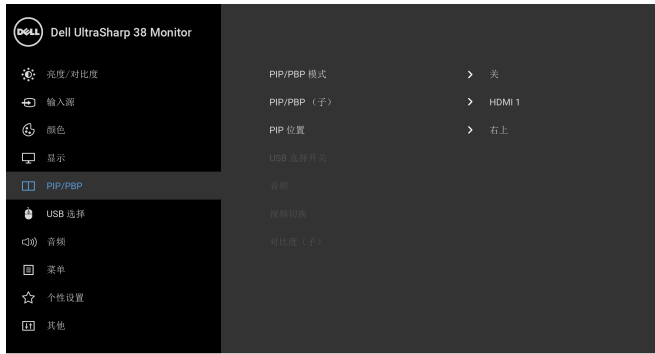 DELL Dell UltraSharp 38 Monitor
亮度/对比度
输入源
颜色
显示
PIP/PBP
USB 选择
音频
菜单
个性设置
其他
PIP/PBP 模式 关
PIP/PBP （子） HDMI 1
PIP 位置 右上
USB 选择开关
音频
视频切换
对比度（子）